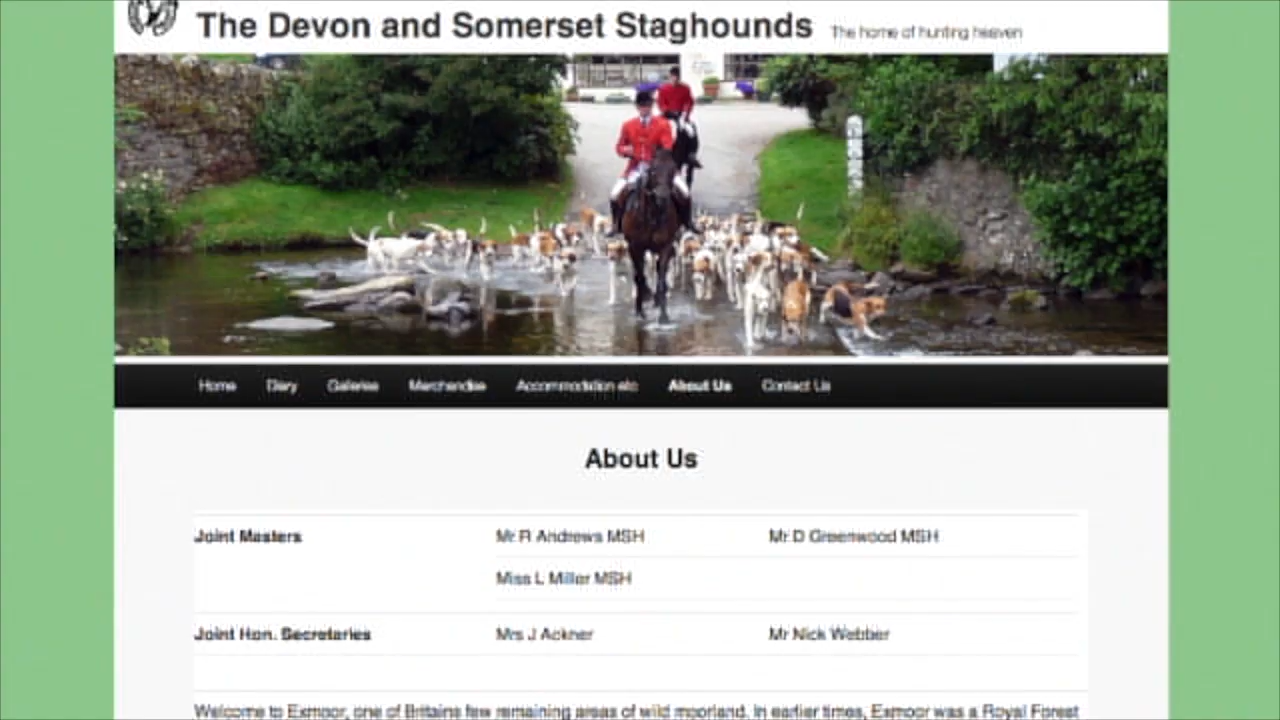 The Devon and Somerset Staghounds The home of hunting heaven
Home Diary Galleries Merchandise Accommodation etc About Us Contact Us
About Us
Joint Masters Mr R Andrews MSH Mr D Greenwood MSH
Miss L Miller MSH
Joint Hon. Secretaries Mrs J Ackner Mr Nick Webber
Welcome to Exmoor, one of Britains few remaining areas of wild moorland. In earlier times, Exmoor was a Royal Forest